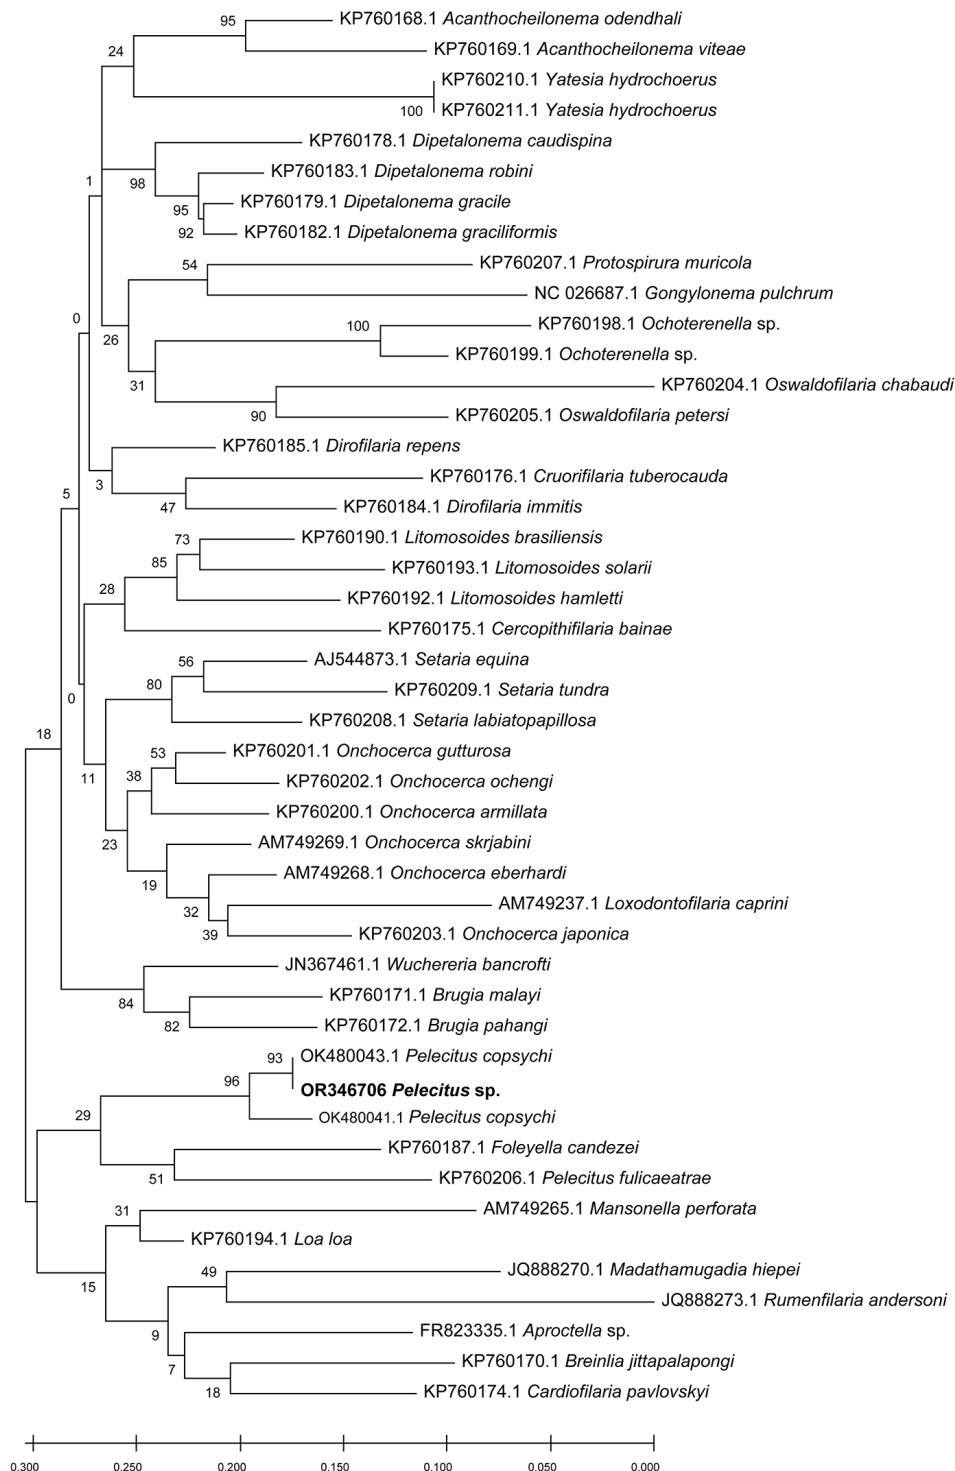 95
KP760168.1 Acanthocheilonema odendhali
KP760169.1 Acanthocheilonema viteae
24
KP760210.1 Yatesia hydrochoerus
100
KP760211.1 Yatesia hydrochoerus
KP760178.1 Dipetalonema caudispina
1
98
KP760183.1 Dipetalonema robini
95
KP760179.1 Dipetalonema gracile
92
KP760182.1 Dipetalonema graciliformis
54
KP760207.1 Protospirura muricola
NC 026687.1 Gongylonema pulchrum
0
26
100
KP760198.1 Ochoterenella sp.
KP760199.1 Ochoterenella sp.
31
KP760204.1 Oswaldofilaria chabaudi
90
KP760205.1 Oswaldofilaria petersi
KP760185.1 Dirofilaria repens
5
3
KP760176.1 Cruorifilaria tuberocauda
47
KP760184.1 Dirofilaria immitis
73
KP760190.1 Litomosoides brasiliensis
85
KP760193.1 Litomosoides solarii
28
KP760192.1 Litomosoides hamletti
KP760175.1 Cercopithifilaria bainae
56
AJ544873.1 Setaria equina
80
KP760209.1 Setaria tundra
0
KP760208.1 Setaria labiatopapillosa
18
11
53
KP760201.1 Onchocerca gutturosa
38
KP760202.1 Onchocerca ochengi
KP760200.1 Onchocerca armillata
23
AM749269.1 Onchocerca skrjabini
19
AM749268.1 Onchocerca eberhardi
32
AM749237.1 Loxodontofilaria caprini
39
KP760203.1 Onchocerca japonica
JN367461.1 Wuchereria bancrofti
84
KP760171.1 Brugia malayi
82
KP760172.1 Brugia pahangi
93
OK480043.1 Pelecitus copsychi
96
OR346706 Pelecitus sp.
29
OK480041.1 Pelecitus copsychi
KP760187.1 Foleyella candezei
51
KP760206.1 Pelecitus fulicaeatrae
31
AM749265.1 Mansonella perforata
KP760194.1 Loa loa
15
49
JQ888270.1 Madathamugadia hiepei
JQ888273.1 Rumenfilaria andersoni
9
FR823335.1 Aproctella sp.
7
KP760170.1 Breinlia jittapalapongi
18
KP760174.1 Cardiofilaria pavlovskyi
0.300 0.250 0.200 0.150 0.100 0.050 0.000